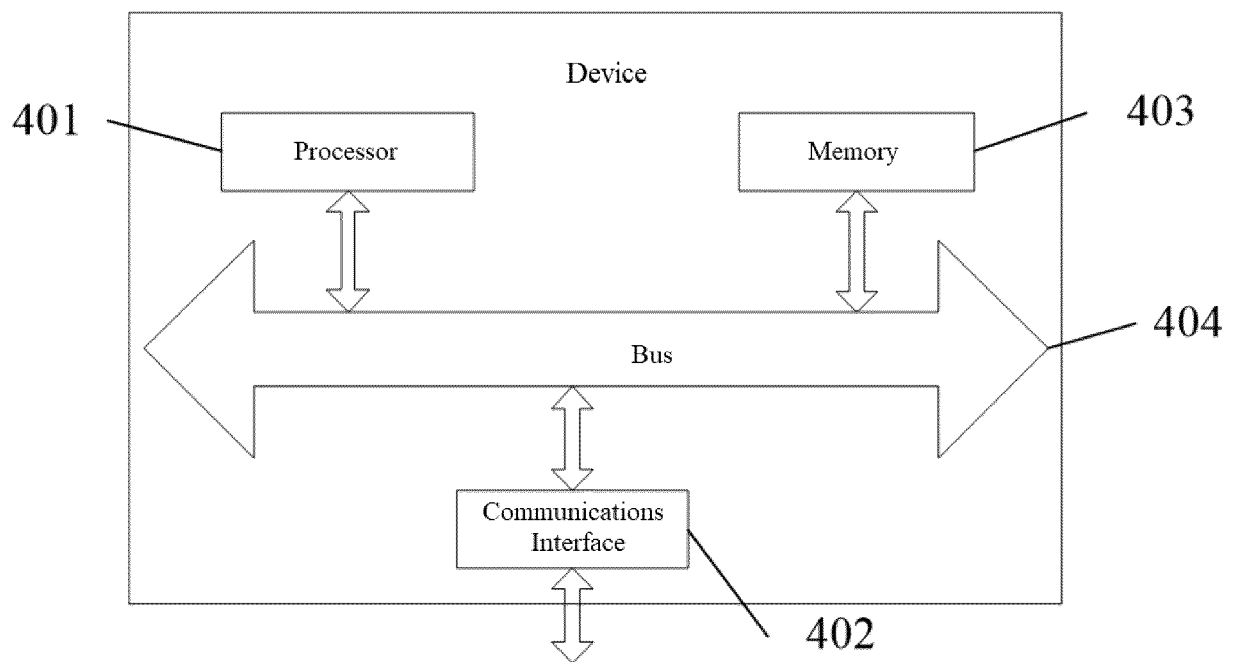 Device
401
Processor
Memory
403
Bus
404
Communications
Interface
402